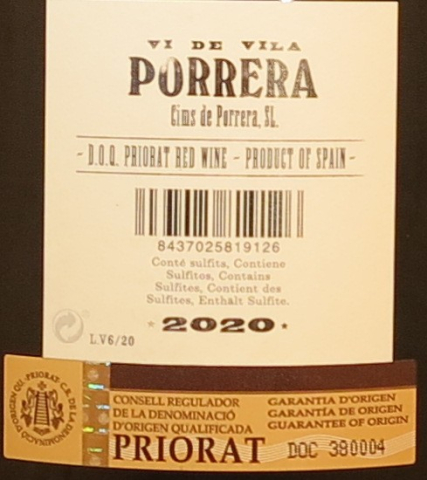 VI DE VILA
PORRERA
Cims de Porrera, SL.
- D.O.Q. PRIORAT RED WINE - PRODUCT OF SPAIN -
8437025819126
Conté sulfits, Contiene
Sulfitos, Contains
Sulfites, Contient des
Sulfites, Enthält Sulfite.
2020
L.V6/20
CONSELL REGULADOR
DE LA DENOMINACIÓ
D'ORIGEN QUALIFICADA
PRIORAT
GARANTIA D'ORIGEN
GARANTÍA DE ORIGEN
GUARANTEE OF ORIGIN
DOC 380004